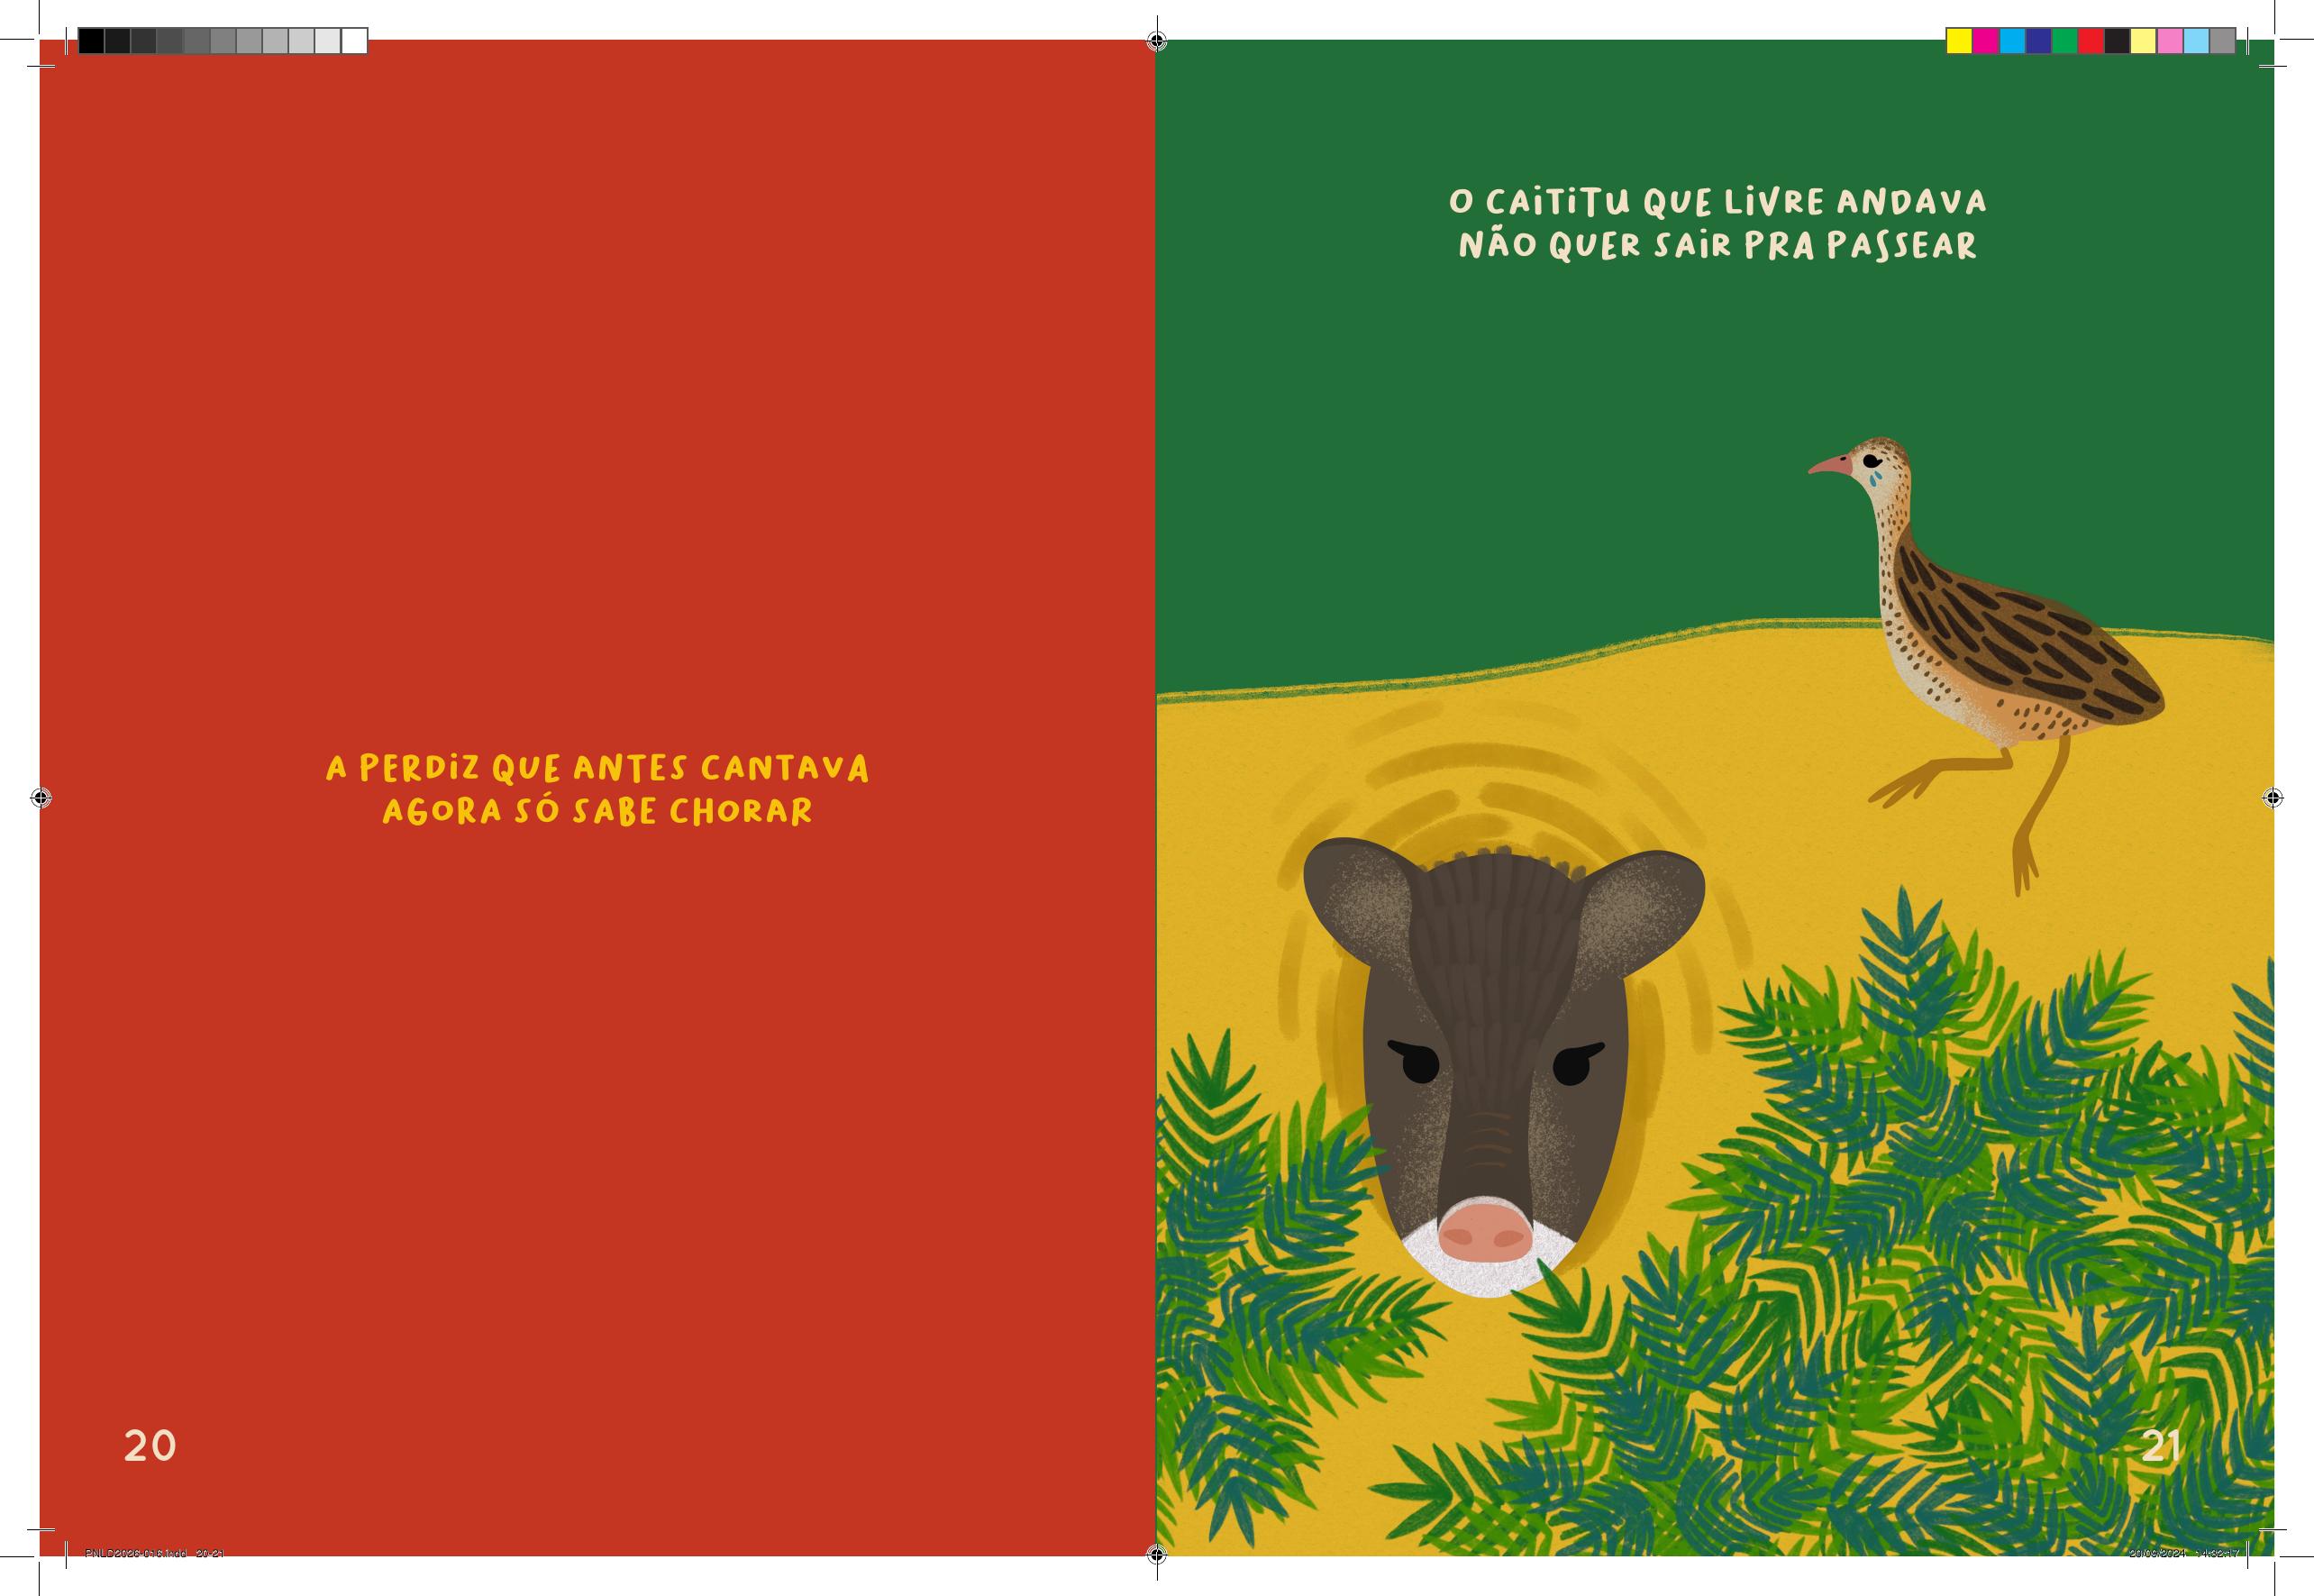 A PERDIZ QUE ANTES CANTAVA
AGORA SÓ SABE CHORAR
20
O CAITITU QUE LIVRE ANDAVA
NÃO QUER SAIR PRA PASSEAR
21
PNLD2026-016.indd 20-21
20/09/2024 14:32:17